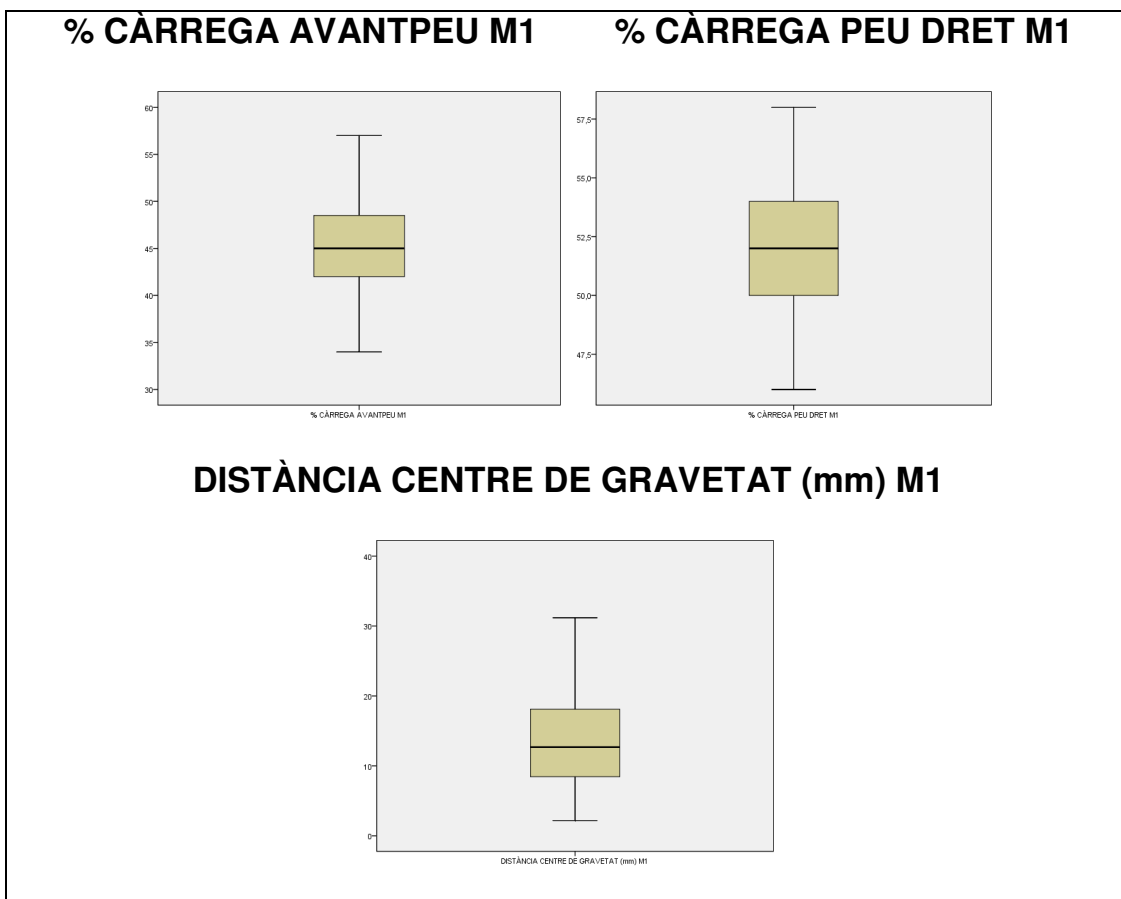 % CÀRREGA AVANTPEU M1
% CÀRREGA PEU DRET M1
60
55
50
45
40
35
30
% CÀRREGA AVANTPEU M1
57,5
55,0
52,5
50,0
47,5
% CÀRREGA PEU DRET M1
DISTÀNCIA CENTRE DE GRAVETAT (mm) M1
40
30
20
10
0
DISTÀNCIA CENTRE DE GRAVETAT (mm) M1